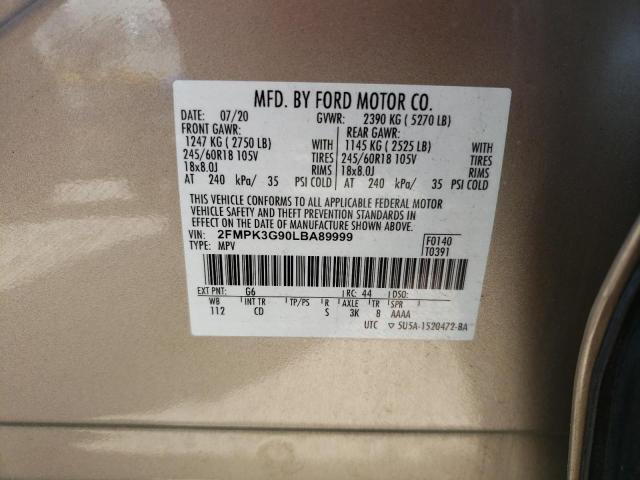 MFD. BY FORD MOTOR CO.
DATE: 07/20 GVWR: 2390 KG ( 5270 LB)
FRONT GAWR: REAR GAWR:
1247 KG ( 2750 LB) WITH 1145 KG ( 2525 LB) WITH
245/60R18 105V TIRES 245/60R18 105V TIRES
18x8.0J RIMS 18x8.0J RIMS
AT 240 kPa/ 35 PSI COLD AT 240 kPa/ 35 PSI COLD
THIS VEHICLE CONFORMS TO ALL APPLICABLE FEDERAL MOTOR
VEHICLE SAFETY AND THEFT PREVENTION STANDARDS IN
EFFECT ON THE DATE OF MANUFACTURE SHOWN ABOVE.
VIN: 2FMPK3G90LBA89999 F0140
TYPE: MPV T0391
EXT PNT: G6 RC: 44 DSO:
WB INT TR TP/PS R AXLE TR SPR
112 CD S 3K 8 AAAA
UTC ▽ 5U5A-1520472-BA